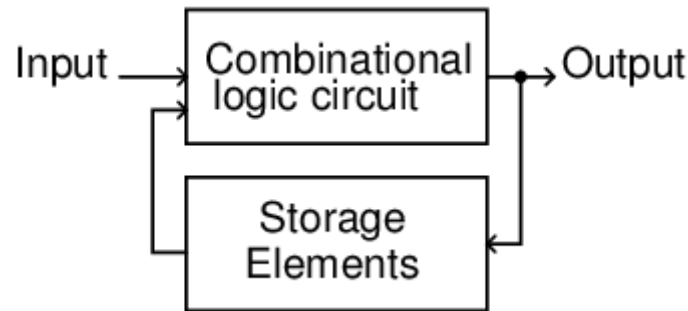 Input
Combinational
logic circuit
Output
Storage
Elements